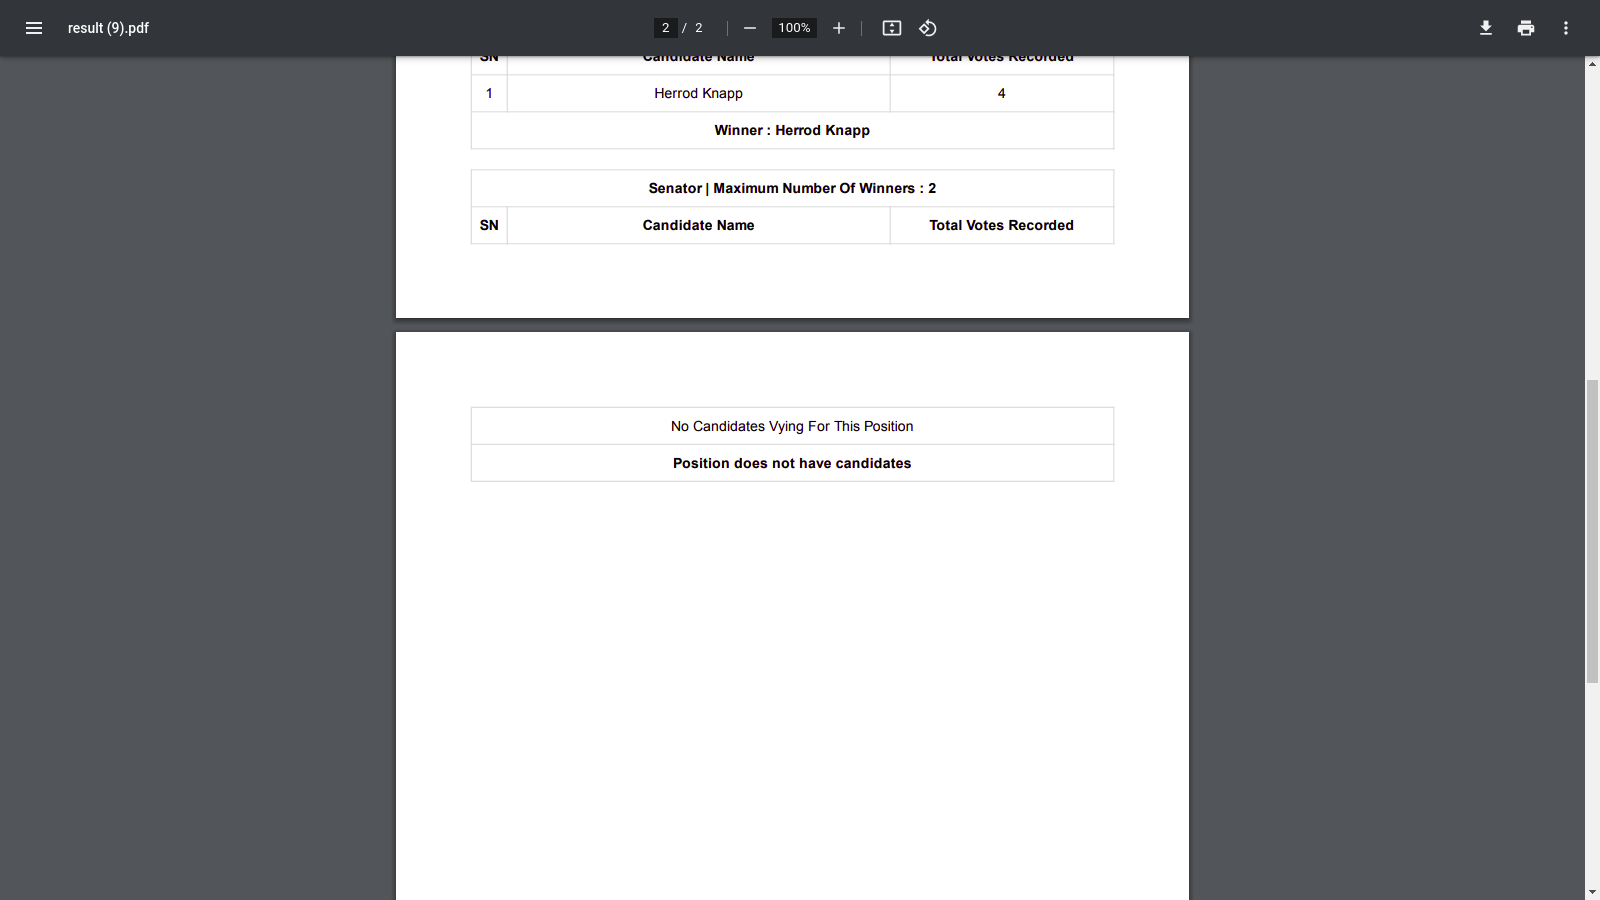 result (9).pdf
2 / 2
100%
SN Candidate Name Total Votes Recorded
1 Herrod Knapp 4
Winner : Herrod Knapp
Senator | Maximum Number Of Winners : 2
SN Candidate Name Total Votes Recorded
No Candidates Vying For This Position
Position does not have candidates